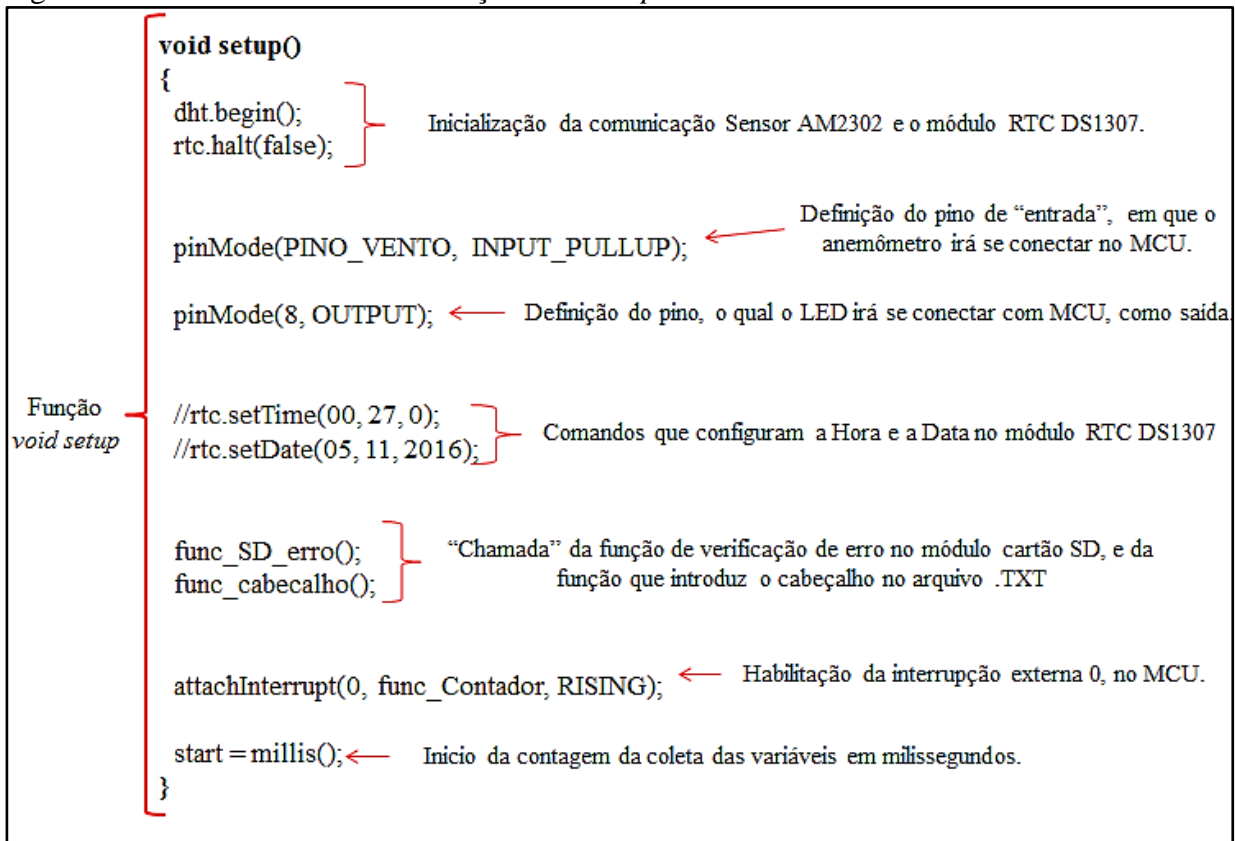 void setup()
{
dht.begin();
rtc.halt(false);
Inicialização da comunicação Sensor AM2302 e o módulo RTC DS1307.
pinMode(PINO_VENTO, INPUT_PULLUP);
Definição do pino de “entrada”, em que o
anemômetro irá se conectar no MCU.
pinMode(8, OUTPUT);
Definição do pino, o qual o LED irá se conectar com MCU, como saída.
Função
void setup
//rtc.setTime(00, 27, 0);
//rtc.setDate(05, 11, 2016);
Comandos que configuram a Hora e a Data no módulo RTC DS1307
func_SD_erro();
func_cabecalho();
“Chamada” da função de verificação de erro no módulo cartão SD, e da
função que introduz o cabeçalho no arquivo .TXT
attachInterrupt(0, func_Contador, RISING);
Habilitação da interrupção externa 0, no MCU.
start = millis();
Inicio da contagem da coleta das variáveis em milissegundos.
}